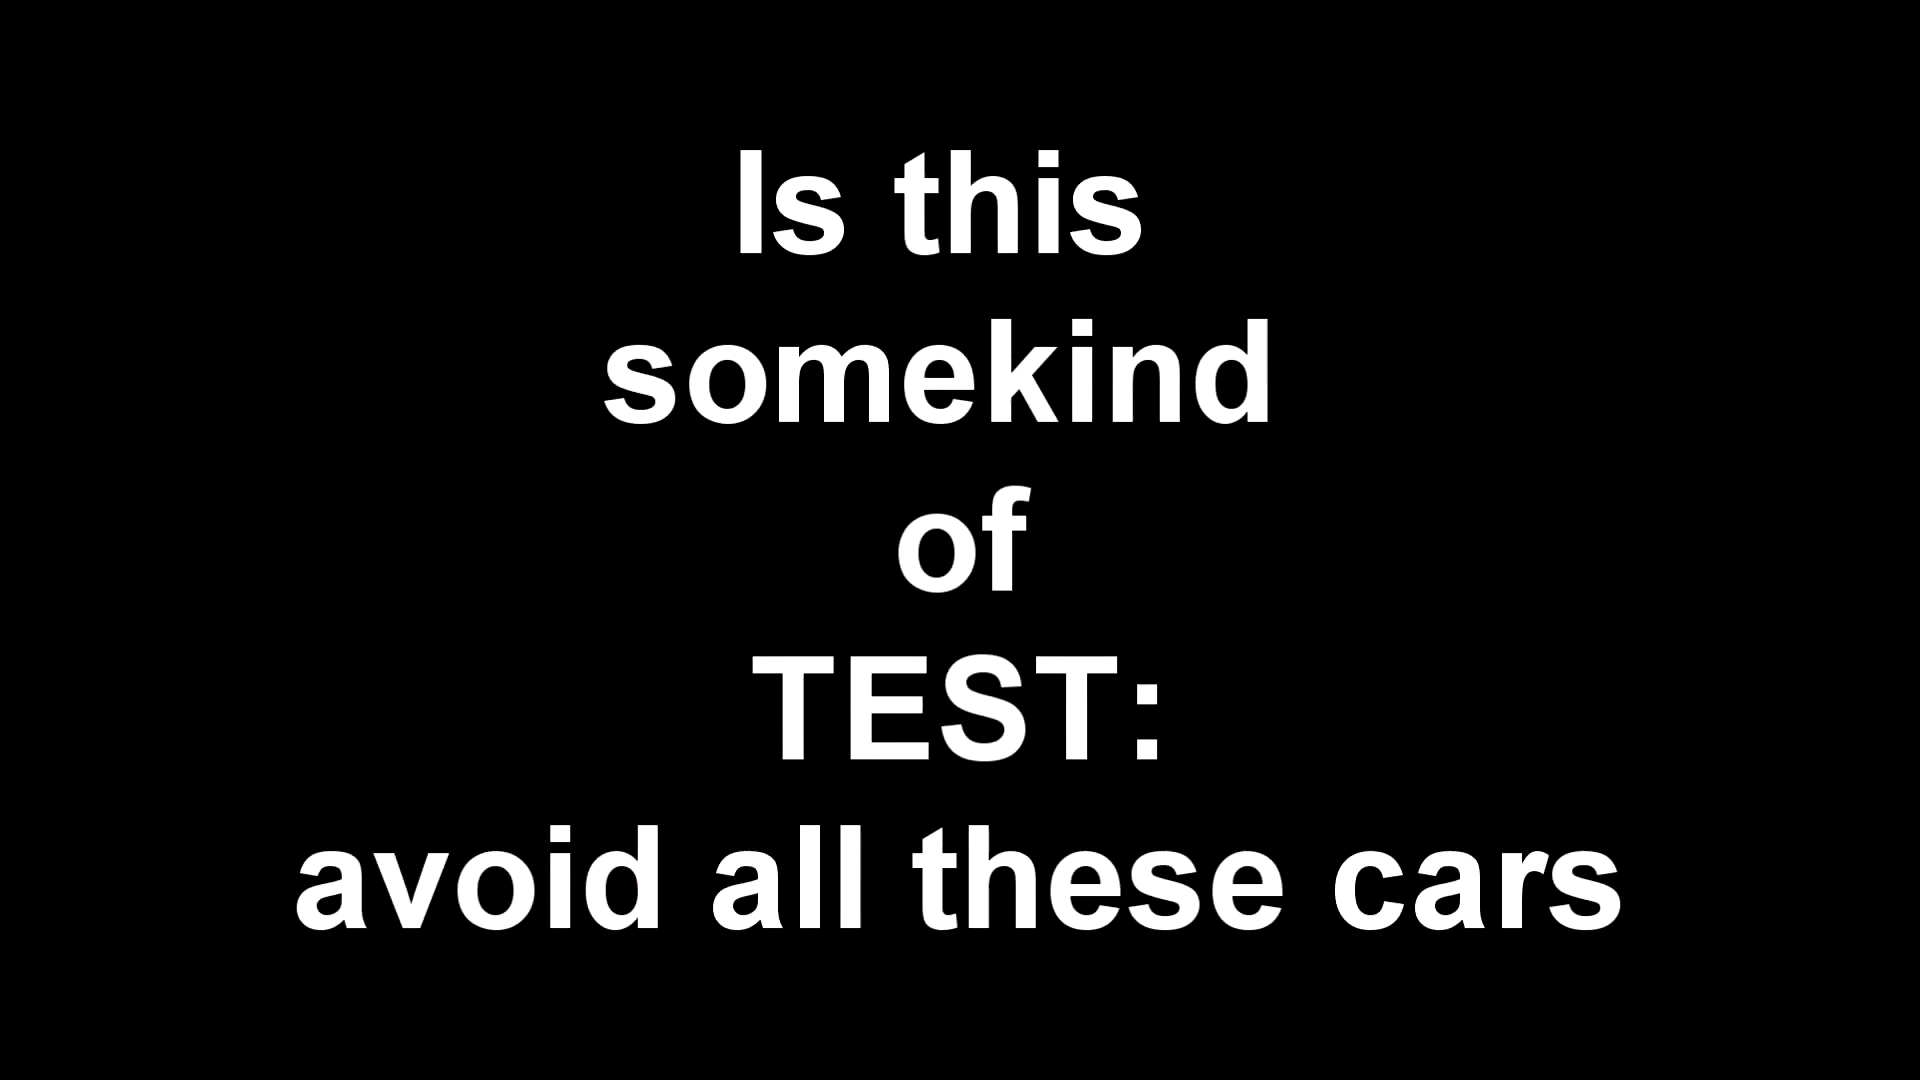 Is this
somekind
of
TEST:
avoid all these cars